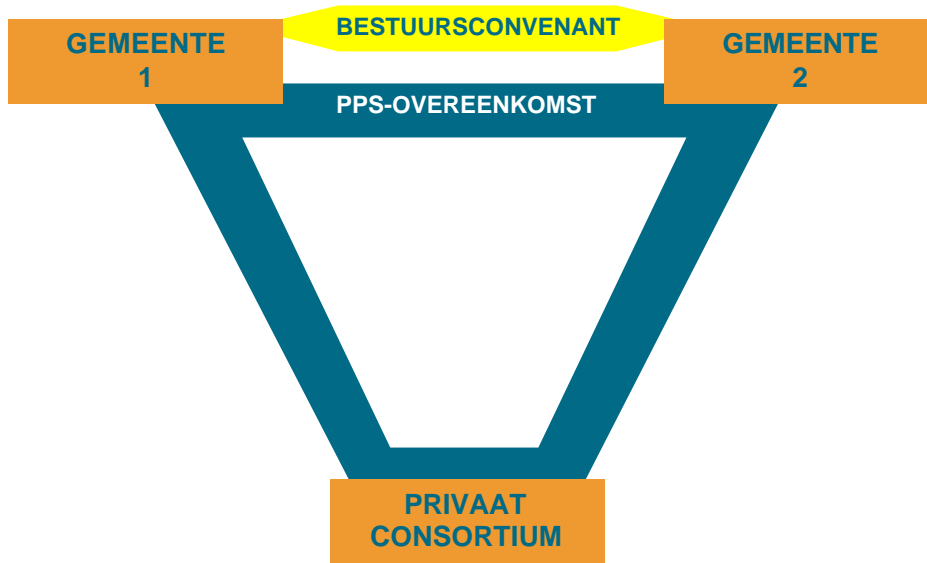 BESTUURSCONVENANT
GEMEENTE
1
GEMEENTE
2
PPS-OVEREENKOMST
PRIVAAT
CONSORTIUM